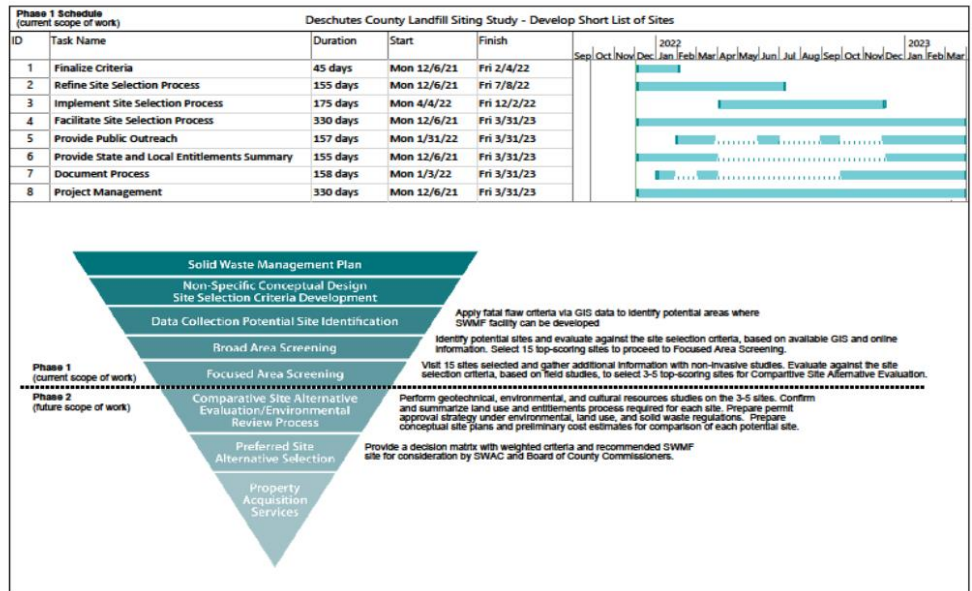 Phase 1 Schedule
(current scope of work)
Deschutes County Landfill Siting Study - Develop Short List of Sites
ID Task Name Duration Start Finish
2022 2023
Sep Oct Nov Dec Jan Feb Mar Apr May Jun Jul Aug Sep Oct Nov Dec Jan Feb Mar
1 Finalize Criteria 45 days Mon 12/6/21 Fri 2/4/22
2 Refine Site Selection Process 155 days Mon 12/6/21 Fri 7/8/22
3 Implement Site Selection Process 175 days Mon 4/4/22 Fri 12/2/22
4 Facilitate Site Selection Process 330 days Mon 12/6/21 Fri 3/31/23
5 Provide Public Outreach 157 days Mon 1/31/22 Fri 3/31/23
6 Provide State and Local Entitlements Summary 155 days Mon 12/6/21 Fri 3/31/23
7 Document Process 158 days Mon 1/3/22 Fri 3/31/23
8 Project Management 330 days Mon 12/6/21 Fri 3/31/23
Solid Waste Management Plan
Non-Specific Conceptual Design
Site Selection Criteria Development
Data Collection Potential Site Identification
Apply fatal flaw criteria via GIS data to identify potential areas where
SWMF facility can be developed
Broad Area Screening
Identify potential sites and evaluate against the site selection criteria, based on available GIS and online
information. Select 15 top-scoring sites to proceed to Focused Area Screening.
Phase 1
(current scope of work)
Focused Area Screening
Visit 15 sites selected and gather additional information with non-invasive studies. Evaluate against the site
selection criteria, based on field studies, to select 3-5 top-scoring sites for Comparitive Site Alternative Evaluation.
Phase 2
(future scope of work)
Comparative Site Alternative
Evaluation/Environmental
Review Process
Perform geotechnical, environmental, and cultural resources studies on the 3-5 sites. Confirm
and summarize land use and entitlements process required for each site. Prepare permit
approval strategy under environmental, land use, and solid waste regulations. Prepare
conceptual site plans and preliminary cost estimates for comparison of each potential site.
Preferred Site
Alternative Selection
Provide a decision matrix with weighted criteria and recommended SWMF
site for consideration by SWAC and Board of County Commissioners.
Property
Acquisition
Services